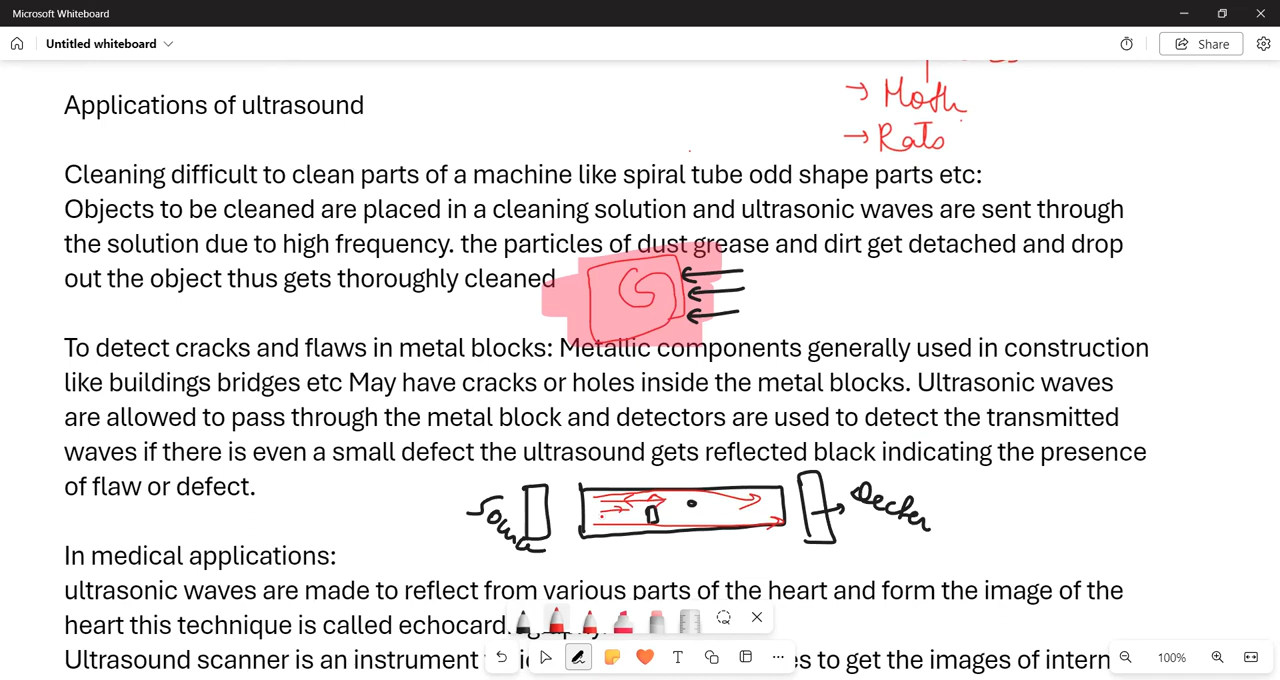 Microsoft Whiteboard
Untitled whiteboard
Share
→ Moth
→ Rats
Applications of ultrasound
Cleaning difficult to clean parts of a machine like spiral tube odd shape parts etc:
Objects to be cleaned are placed in a cleaning solution and ultrasonic waves are sent through
the solution due to high frequency. the particles of dust grease and dirt get detached and drop
out the object thus gets thoroughly cleaned
To detect cracks and flaws in metal blocks: Metallic components generally used in construction
like buildings bridges etc May have cracks or holes inside the metal blocks. Ultrasonic waves
are allowed to pass through the metal block and detectors are used to detect the transmitted
waves if there is even a small defect the ultrasound gets reflected black indicating the presence
of flaw or defect.
In medical applications:
ultrasonic waves are made to reflect from various parts of the heart and form the image of the
heart this technique is called
Ultrasound scanner is an instrument
to get the images of intern
100%